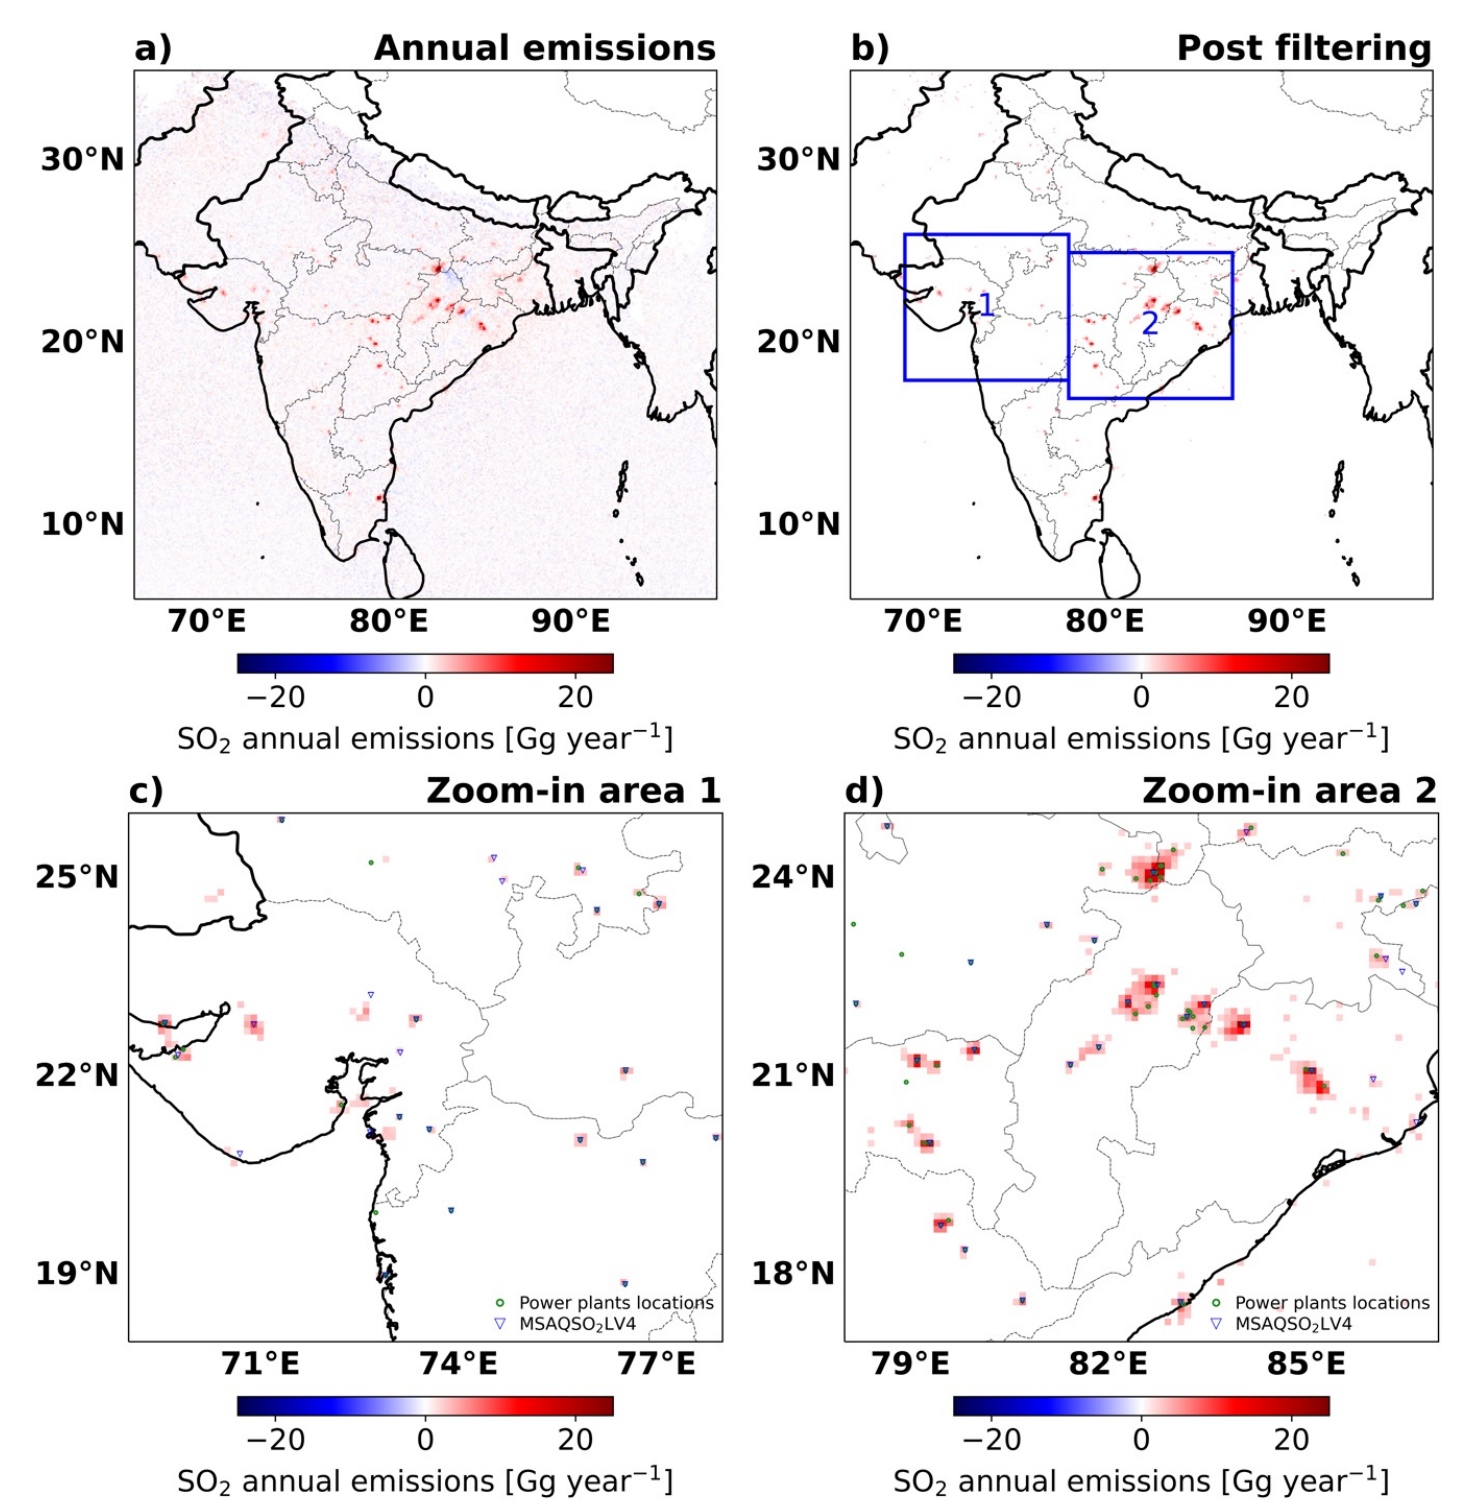 a) Annual emissions
b) Post filtering
30°N
20°N
10°N
70°E 80°E 90°E
−20 0 20
SO₂ annual emissions [Gg year⁻¹]
30°N
20°N
10°N
1
2
70°E 80°E 90°E
−20 0 20
SO₂ annual emissions [Gg year⁻¹]
c) Zoom-in area 1
25°N
22°N
19°N
Power plants locations
MSAQSO₂LV4
71°E 74°E 77°E
−20 0 20
SO₂ annual emissions [Gg year⁻¹]
d) Zoom-in area 2
24°N
21°N
18°N
Power plants locations
MSAQSO₂LV4
79°E 82°E 85°E
−20 0 20
SO₂ annual emissions [Gg year⁻¹]